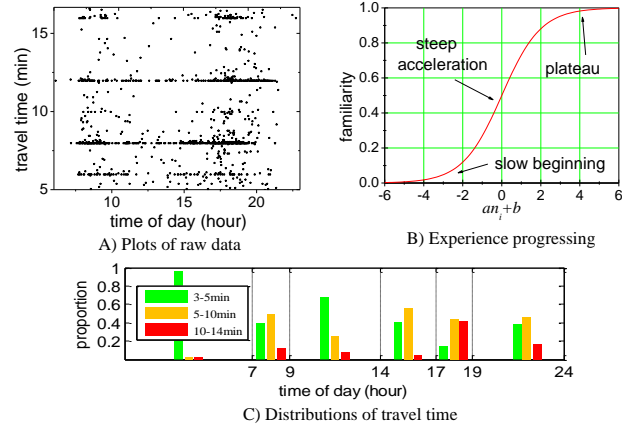 15
10
5
travel time (min)
10 15 20
time of day (hour)
A) Plots of raw data
1.0
0.8
0.6
0.4
0.2
0.0
familiarity
steep
acceleration
plateau
slow beginning
-6 -4 -2 0 2 4 6
an_i+b
B) Experience progressing
1
0.8
0.6
0.4
0.2
proportion
3-5min
5-10min
10-14min
7 9 14 17 19 24
time of day (hour)
C) Distributions of travel time